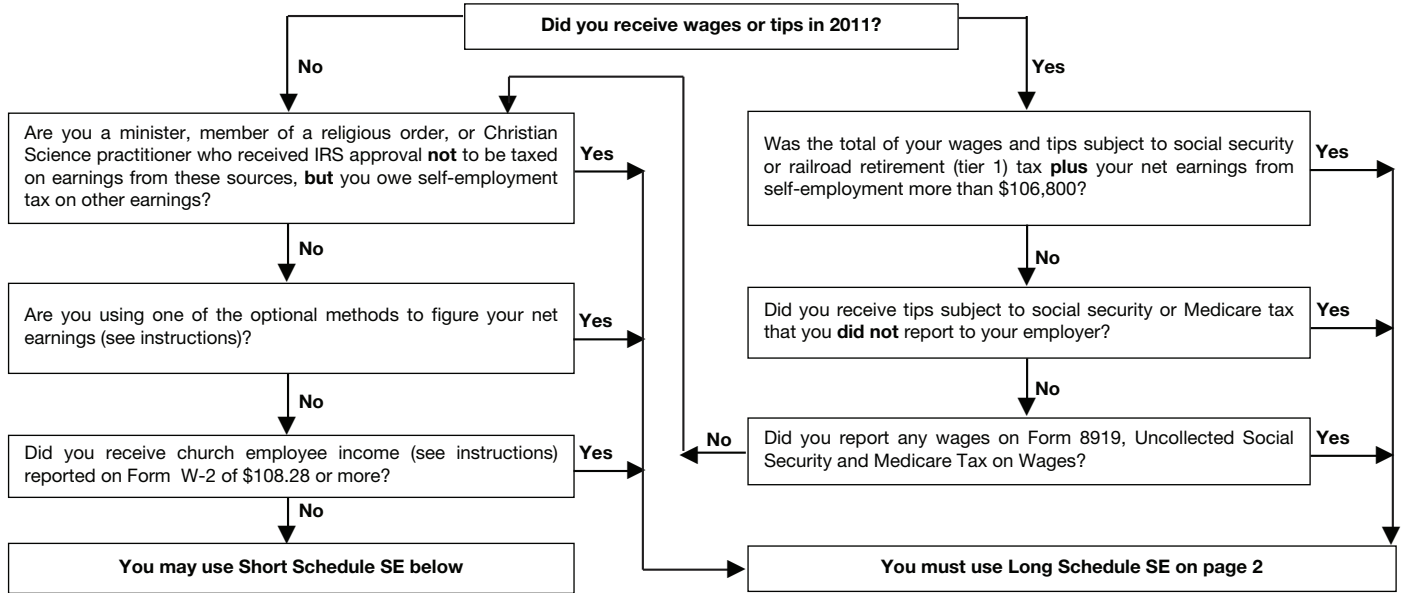 Did you receive wages or tips in 2011?
No
Yes
Are you a minister, member of a religious order, or Christian
Science practitioner who received IRS approval not to be taxed
on earnings from these sources, but you owe self-employment
tax on other earnings?
Yes
Was the total of your wages and tips subject to social security
or railroad retirement (tier 1) tax plus your net earnings from
self-employment more than $106,800?
Yes
No
No
Are you using one of the optional methods to figure your net
earnings (see instructions)?
Yes
Did you receive tips subject to social security or Medicare tax
that you did not report to your employer?
Yes
No
No
Did you receive church employee income (see instructions)
reported on Form W-2 of $108.28 or more?
Yes
No
Did you report any wages on Form 8919, Uncollected Social
Security and Medicare Tax on Wages?
Yes
No
You may use Short Schedule SE below
You must use Long Schedule SE on page 2